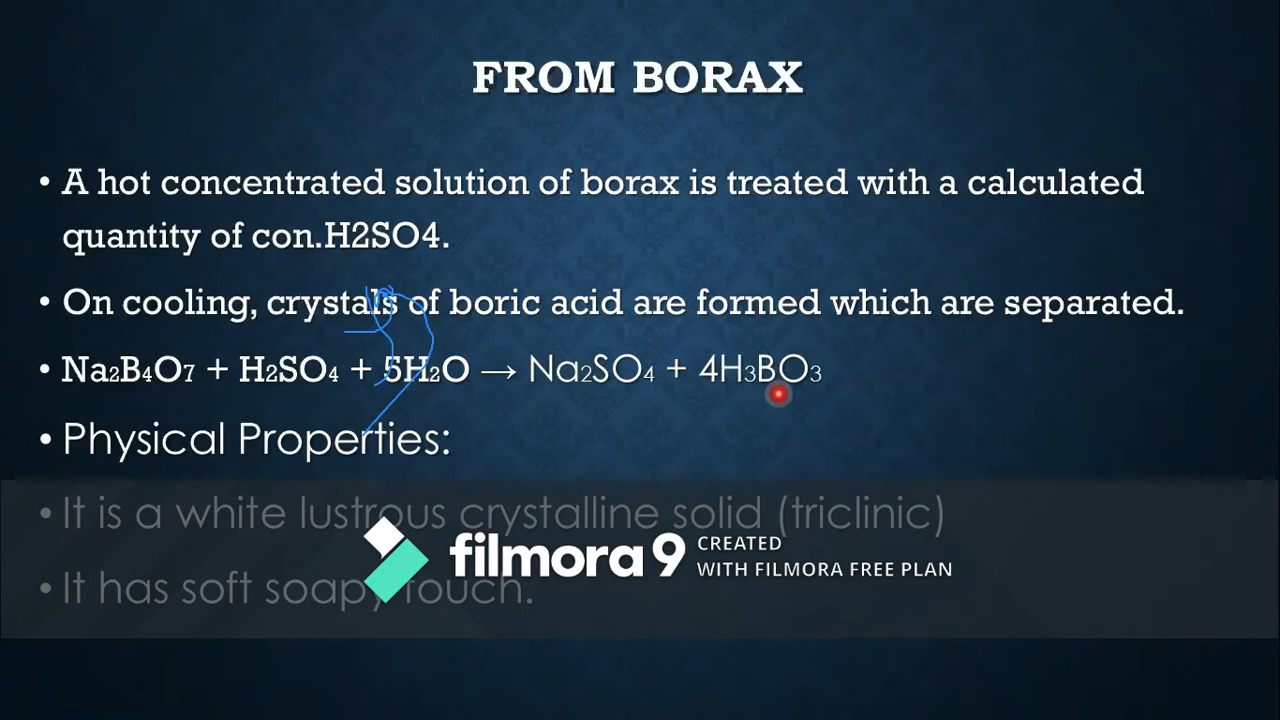 FROM BORAX
• A hot concentrated solution of borax is treated with a calculated
quantity of con.H2SO4.
• On cooling, crystals of boric acid are formed which are separated.
• Na₂B₄O₇ + H₂SO₄ + 5H₂O → Na₂SO₄ + 4H₃BO₃
• Physical Properties:
• It is a white lustrous crystalline solid (triclinic)
filmora 9 CREATED
WITH FILMORA FREE PLAN
• It has soft soapy touch.